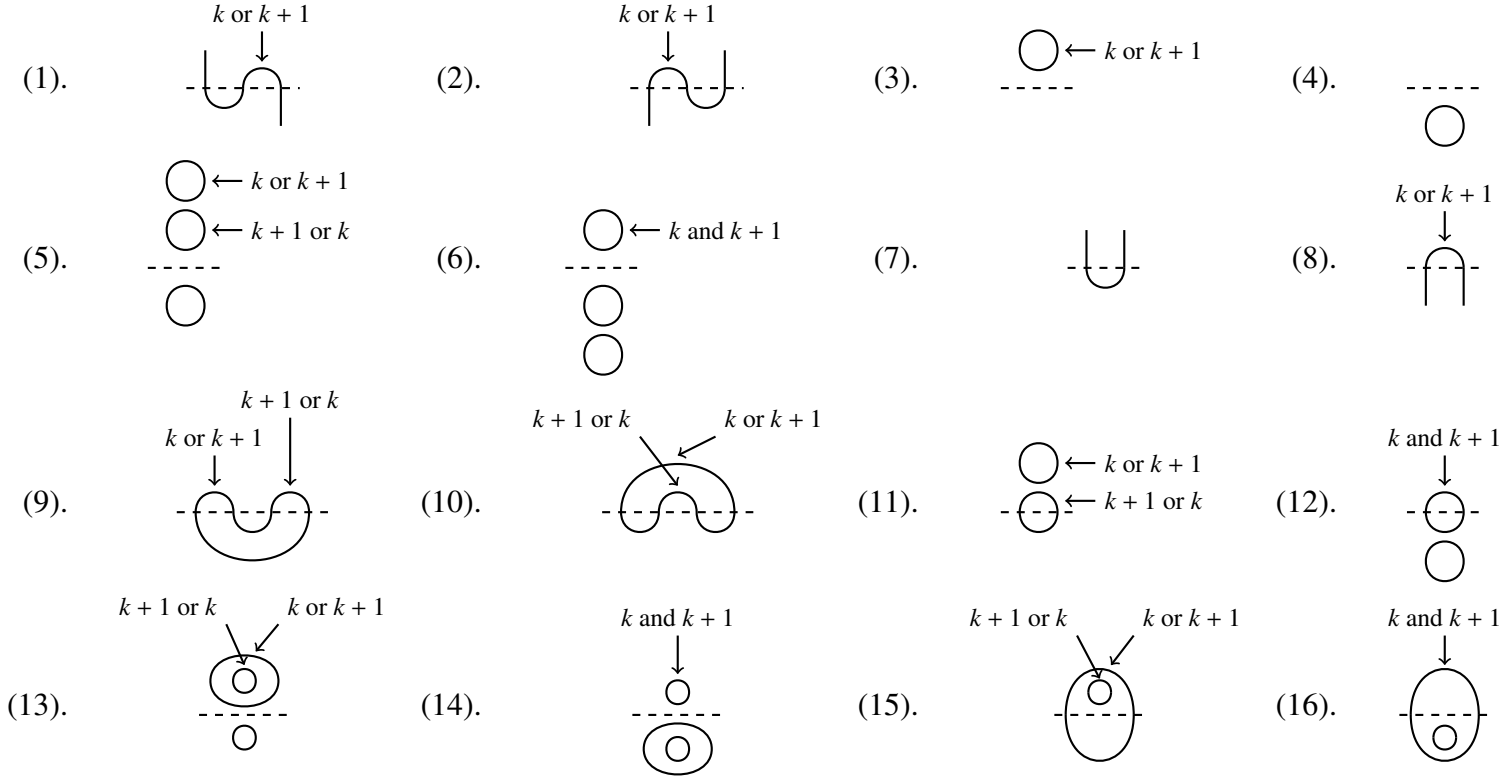 k or k + 1
(1).
k or k + 1
(2).
(3).
k or k + 1
(4).
(5).
k or k + 1
k + 1 or k
(6).
k and k + 1
(7).
k or k + 1
(8).
k + 1 or k
k or k + 1
(9).
k + 1 or k
k or k + 1
(10).
(11).
k or k + 1
k + 1 or k
k and k + 1
(12).
k + 1 or k
k or k + 1
(13).
k and k + 1
(14).
k + 1 or k
k or k + 1
(15).
k and k + 1
(16).